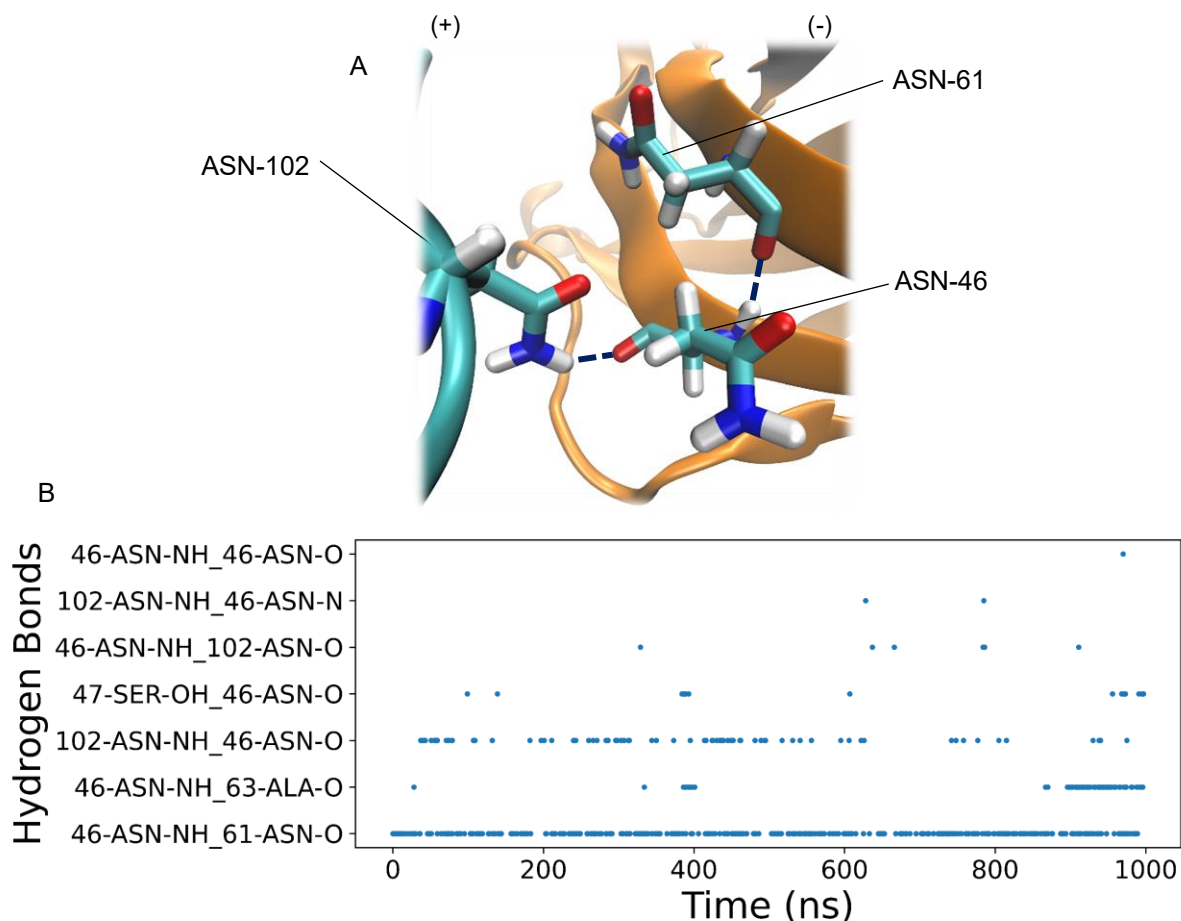 (+) (-)
A
ASN-61
ASN-102
ASN-46
B
Hydrogen Bonds
46-ASN-NH_46-ASN-O
102-ASN-NH_46-ASN-N
46-ASN-NH_102-ASN-O
47-SER-OH_46-ASN-O
102-ASN-NH_46-ASN-O
46-ASN-NH_63-ALA-O
46-ASN-NH_61-ASN-O
0 200 400 600 800 1000
Time (ns)